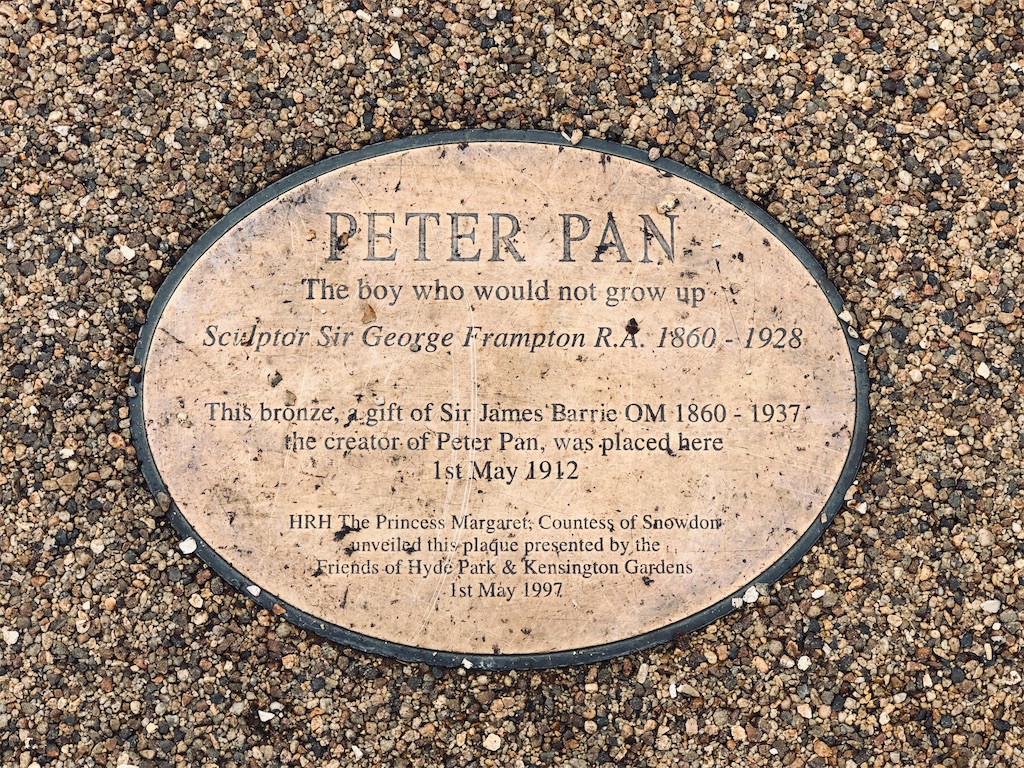 PETER PAN
The boy who would not grow up
Sculptor Sir George Frampton R.A. 1860 - 1928
This bronze, a gift of Sir James Barrie OM 1860 - 1937
the creator of Peter Pan, was placed here
1st May 1912
HRH The Princess Margaret, Countess of Snowdon
unveiled this plaque presented by the
Friends of Hyde Park & Kensington Gardens
1st May 1997